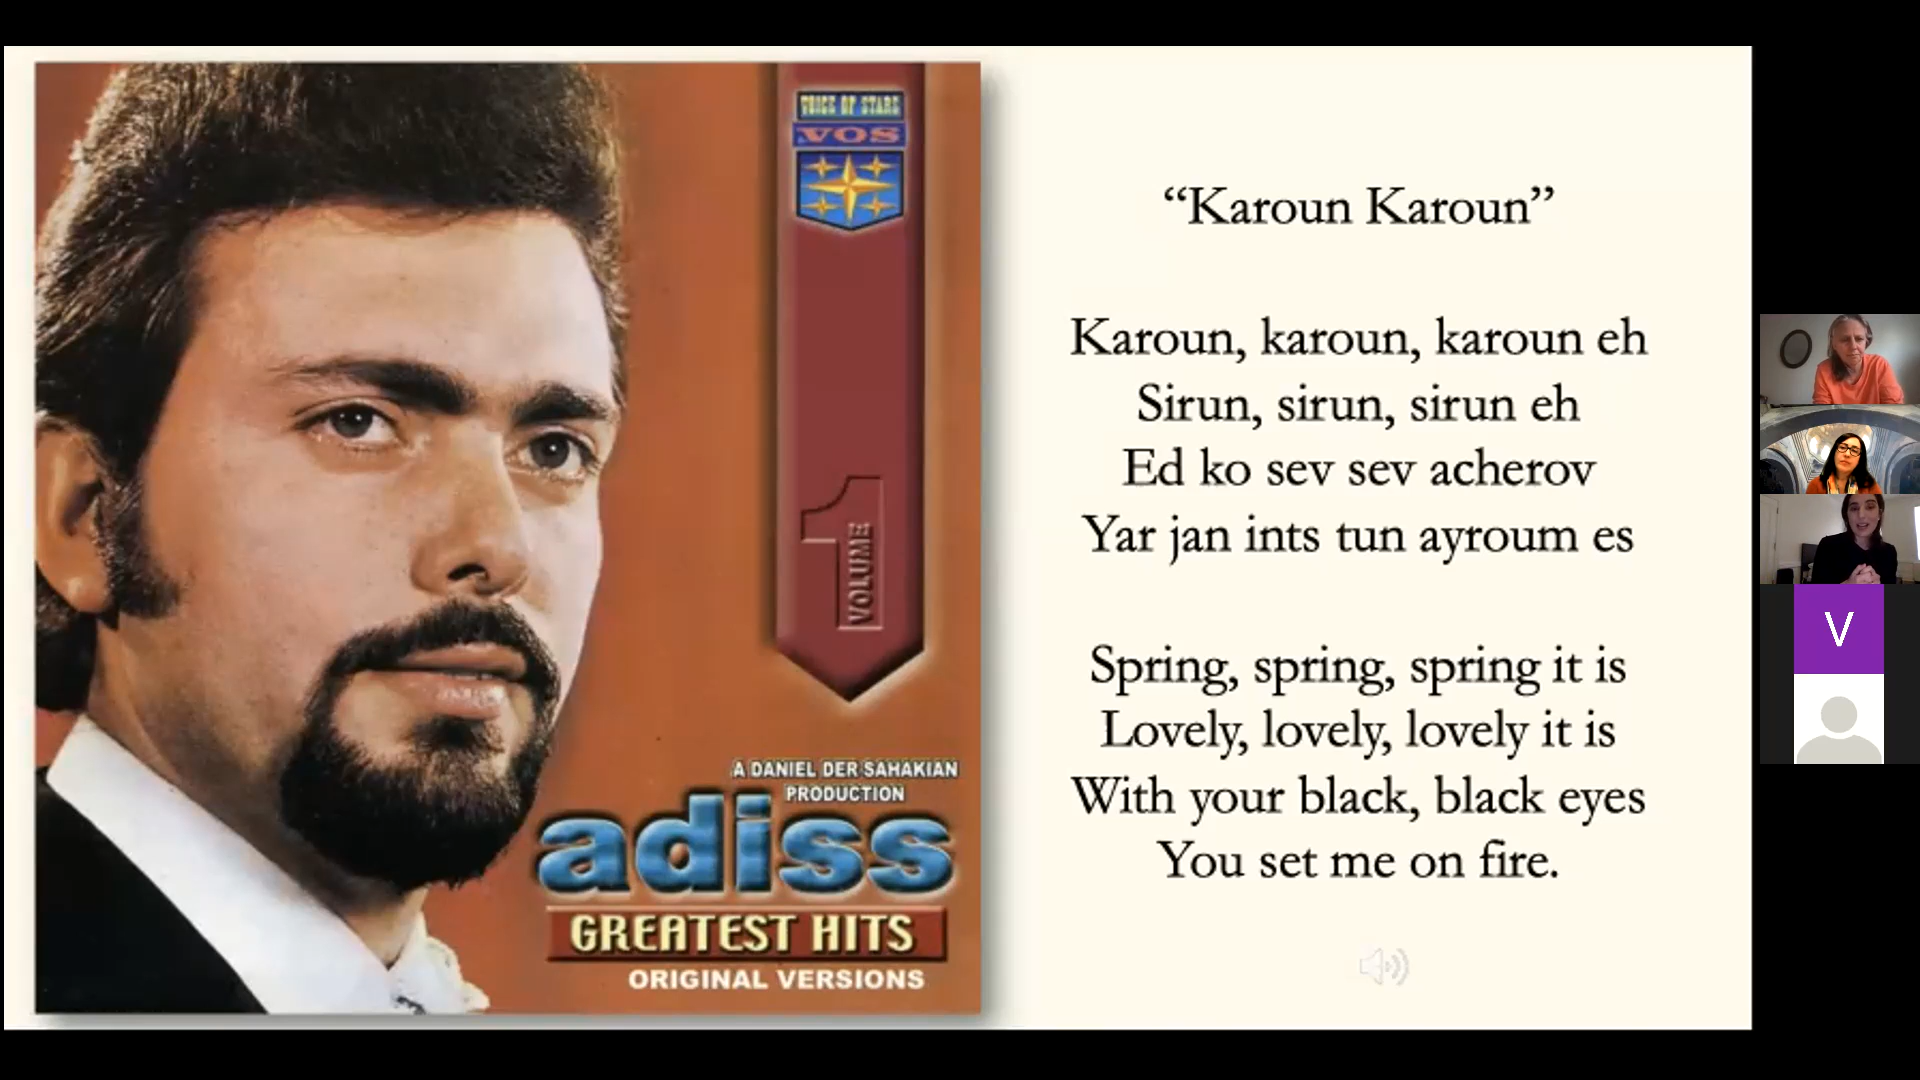 VOICE OF STARS
VOS
1
VOLUME
A DANIEL DER SAHAKIAN
PRODUCTION
adiss
GREATEST HITS
ORIGINAL VERSIONS
“Karoun Karoun”
Karoun, karoun, karoun eh
Sirun, sirun, sirun eh
Ed ko sev sev acherov
Yar jan ints tun ayroum es
Spring, spring, spring it is
Lovely, lovely, lovely it is
With your black, black eyes
You set me on fire.
V